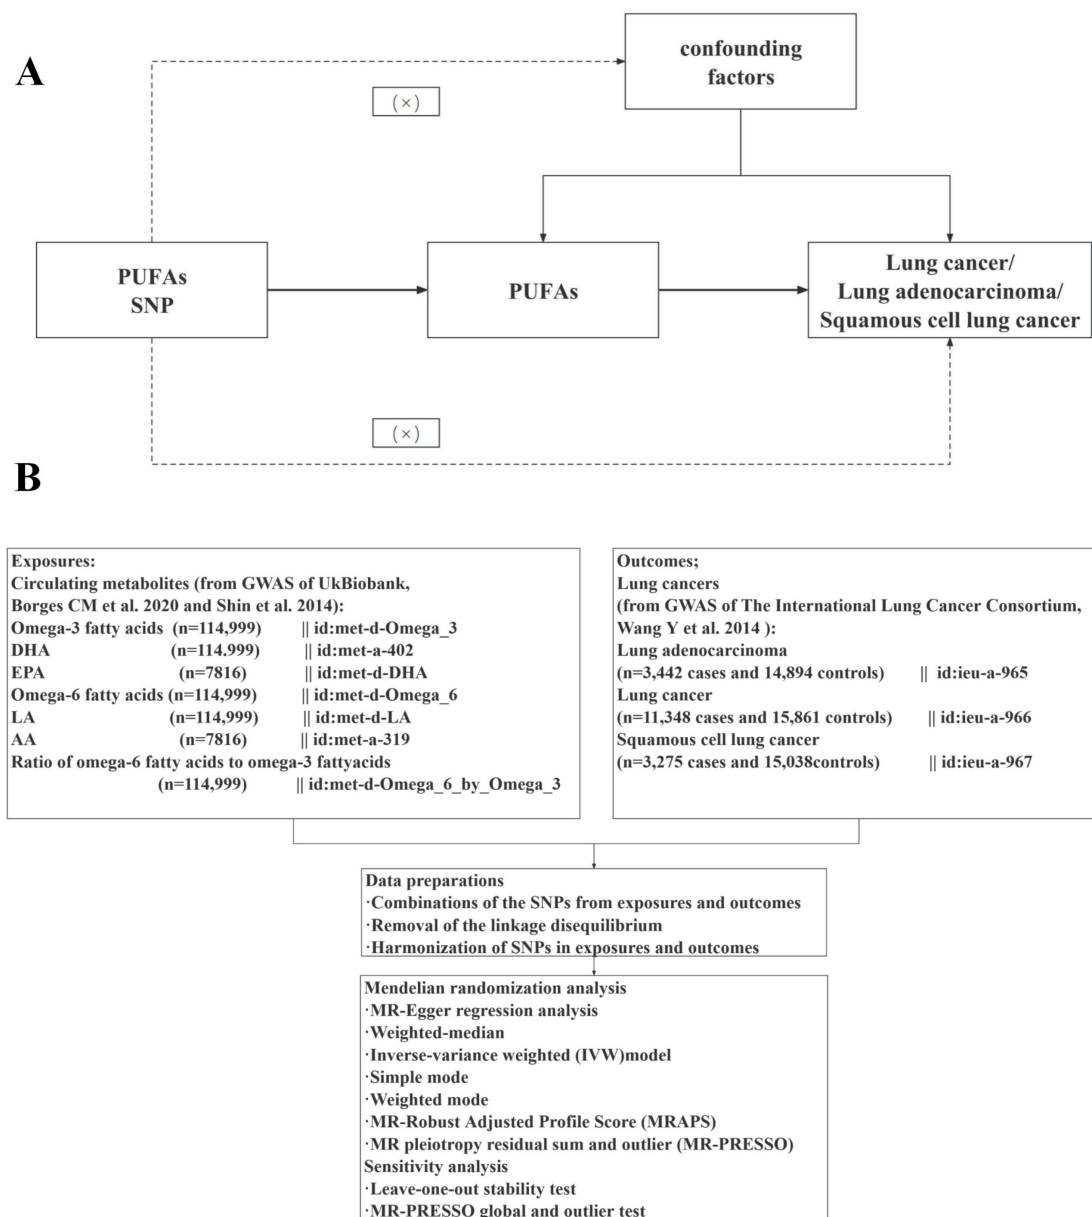 A
confounding
factors
(×)
PUFAs
SNP
PUFAs
Lung cancer/
Lung adenocarcinoma/
Squamous cell lung cancer
(×)
B
Exposures:
Circulating metabolites (from GWAS of UkBiobank,
Borges CM et al. 2020 and Shin et al. 2014):
Omega-3 fatty acids (n=114,999) || id:met-d-Omega_3
DHA (n=114.999) || id:met-a-402
EPA (n=7816) || id:met-d-DHA
Omega-6 fatty acids (n=114,999) || id:met-d-Omega_6
LA (n=114,999) || id:met-d-LA
AA (n=7816) || id:met-a-319
Ratio of omega-6 fatty acids to omega-3 fattyacids
(n=114,999) || id:met-d-Omega_6_by_Omega_3
Outcomes;
Lung cancers
(from GWAS of The International Lung Cancer Consortium,
Wang Y et al. 2014 ):
Lung adenocarcinoma
(n=3,442 cases and 14,894 controls) || id:ieu-a-965
Lung cancer
(n=11,348 cases and 15,861 controls) || id:ieu-a-966
Squamous cell lung cancer
(n=3,275 cases and 15,038controls) || id:ieu-a-967
Data preparations
·Combinations of the SNPs from exposures and outcomes
·Removal of the linkage disequilibrium
·Harmonization of SNPs in exposures and outcomes
Mendelian randomization analysis
·MR-Egger regression analysis
·Weighted-median
·Inverse-variance weighted (IVW)model
·Simple mode
·Weighted mode
·MR-Robust Adjusted Profile Score (MRAPS)
·MR pleiotropy residual sum and outlier (MR-PRESSO)
Sensitivity analysis
·Leave-one-out stability test
·MR-PRESSO global and outlier test